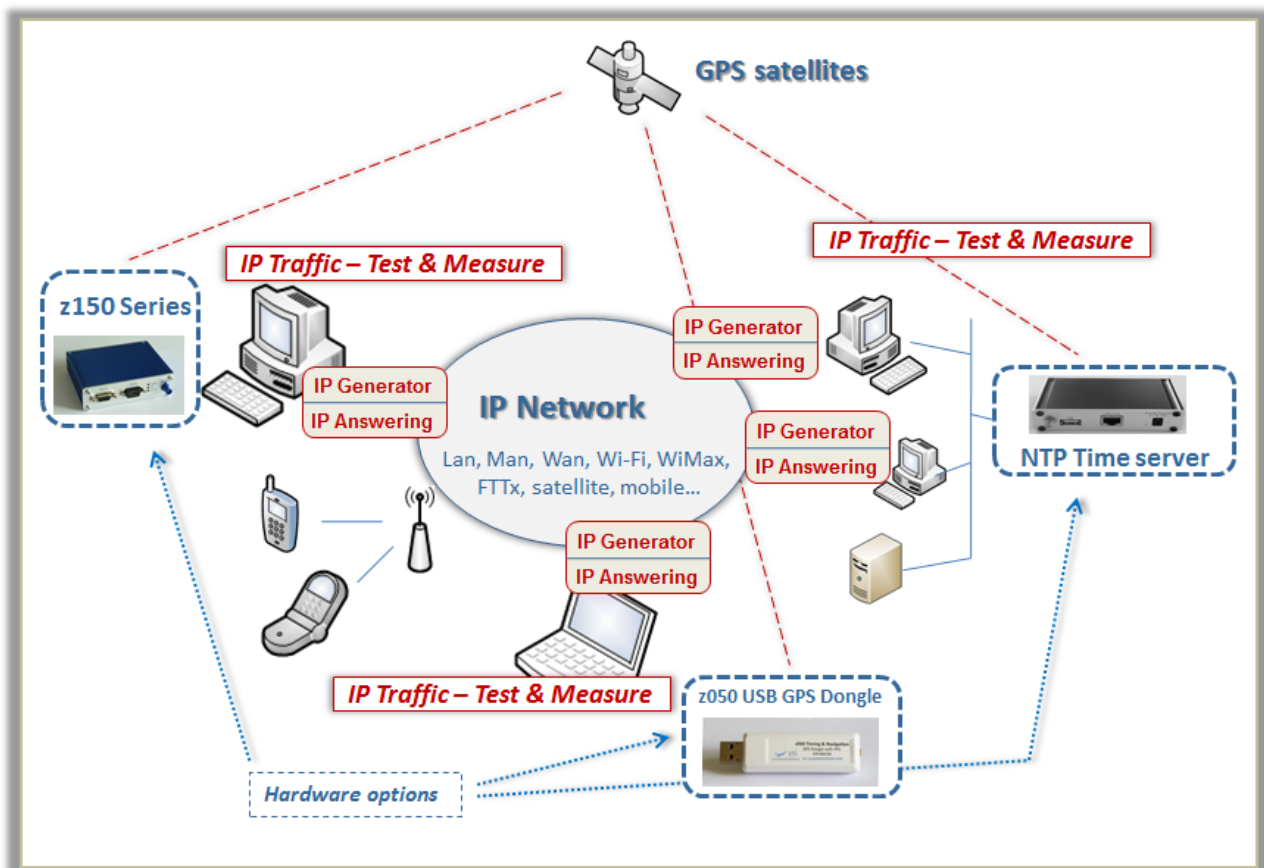 GPS satellites
IP Traffic – Test & Measure
IP Traffic – Test & Measure
z150 Series
IP Generator
IP Answering
IP Generator
IP Answering
IP Network
Lan, Man, Wan, Wi-Fi, WiMax,
FTTx, satellite, mobile...
IP Generator
IP Answering
NTP Time server
IP Generator
IP Answering
IP Traffic – Test & Measure
z050 USB GPS Dongle
Hardware options